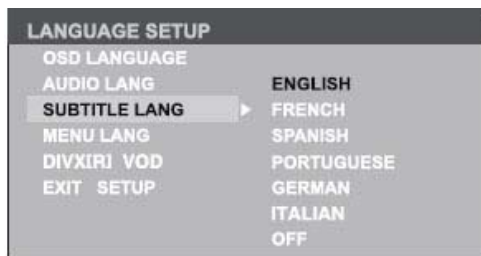 LANGUAGE SETUP
OSD LANGUAGE
AUDIO LANG
SUBTITLE LANG
MENU LANG
DIVX[R] VOD
EXIT SETUP
ENGLISH
FRENCH
SPANISH
PORTUGUESE
GERMAN
ITALIAN
OFF